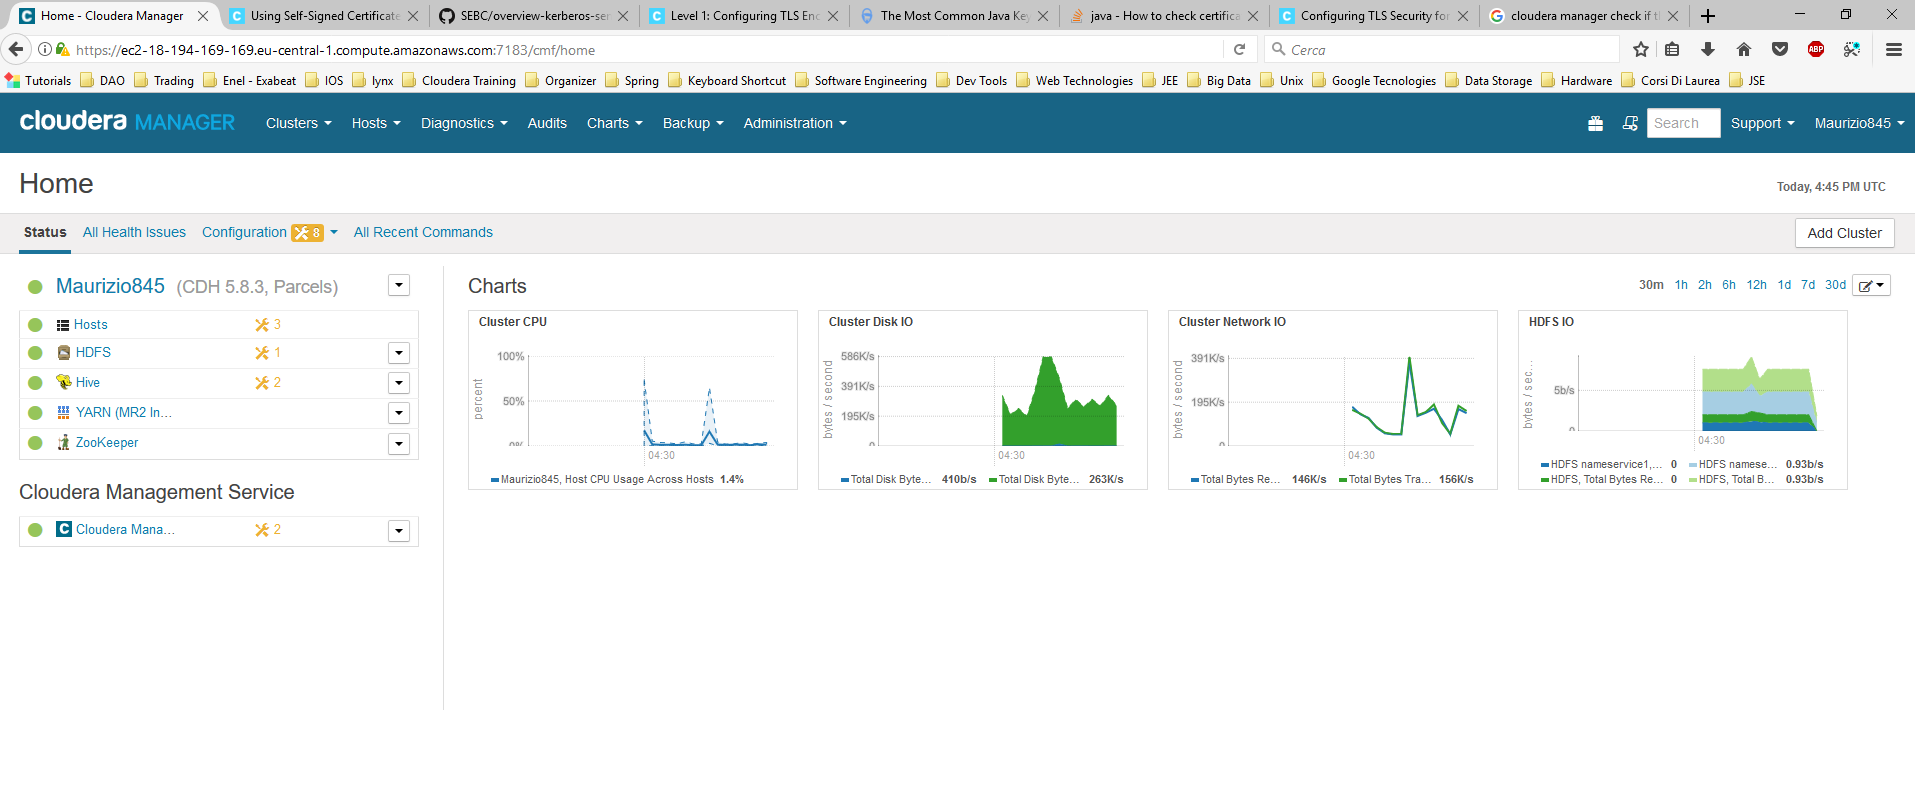 Home - Cloudera Manager
Using Self-Signed Certificate
SEBC/overview-kerberos-ser
Level 1: Configuring TLS Enc
The Most Common Java Key
java - How to check certifica
Configuring TLS Security for
cloudera manager check if t
https://ec2-18-194-169-169.eu-central-1.compute.amazonaws.com:7183/cmf/home
Cerca
ABP
Tutorials DAO Trading Enel - Exabeat IOS lynx Cloudera Training Organizer Spring Keyboard Shortcut Software Engineering Dev Tools Web Technologies JEE Big Data Unix Google Tecnologies Data Storage Hardware Corsi Di Laurea JSE
cloudera MANAGER Clusters Hosts Diagnostics Audits Charts Backup Administration Search Support Maurizio845
Home
Today, 4:45 PM UTC
Status All Health Issues Configuration 8 All Recent Commands Add Cluster
Maurizio845 (CDH 5.8.3, Parcels)
Hosts 3
HDFS 1
Hive 2
YARN (MR2 In...
ZooKeeper
Cloudera Management Service
Cloudera Mana... 2
Charts
30m 1h 2h 6h 12h 1d 7d 30d
Cluster CPU
percent
100%
50%
0%
04:30
Maurizio845, Host CPU Usage Across Hosts 1.4%
Cluster Disk IO
bytes / second
586K/s
391K/s
195K/s
0
04:30
Total Disk Byte... 410b/s Total Disk Byte... 263K/s
Cluster Network IO
bytes / second
391K/s
195K/s
0
04:30
Total Bytes Re... 146K/s Total Bytes Tra... 156K/s
HDFS IO
bytes / sec...
5b/s
0
04:30
HDFS nameservice1,... 0 HDFS namese... 0.93b/s
HDFS, Total Bytes Re... 0 HDFS, Total B... 0.93b/s